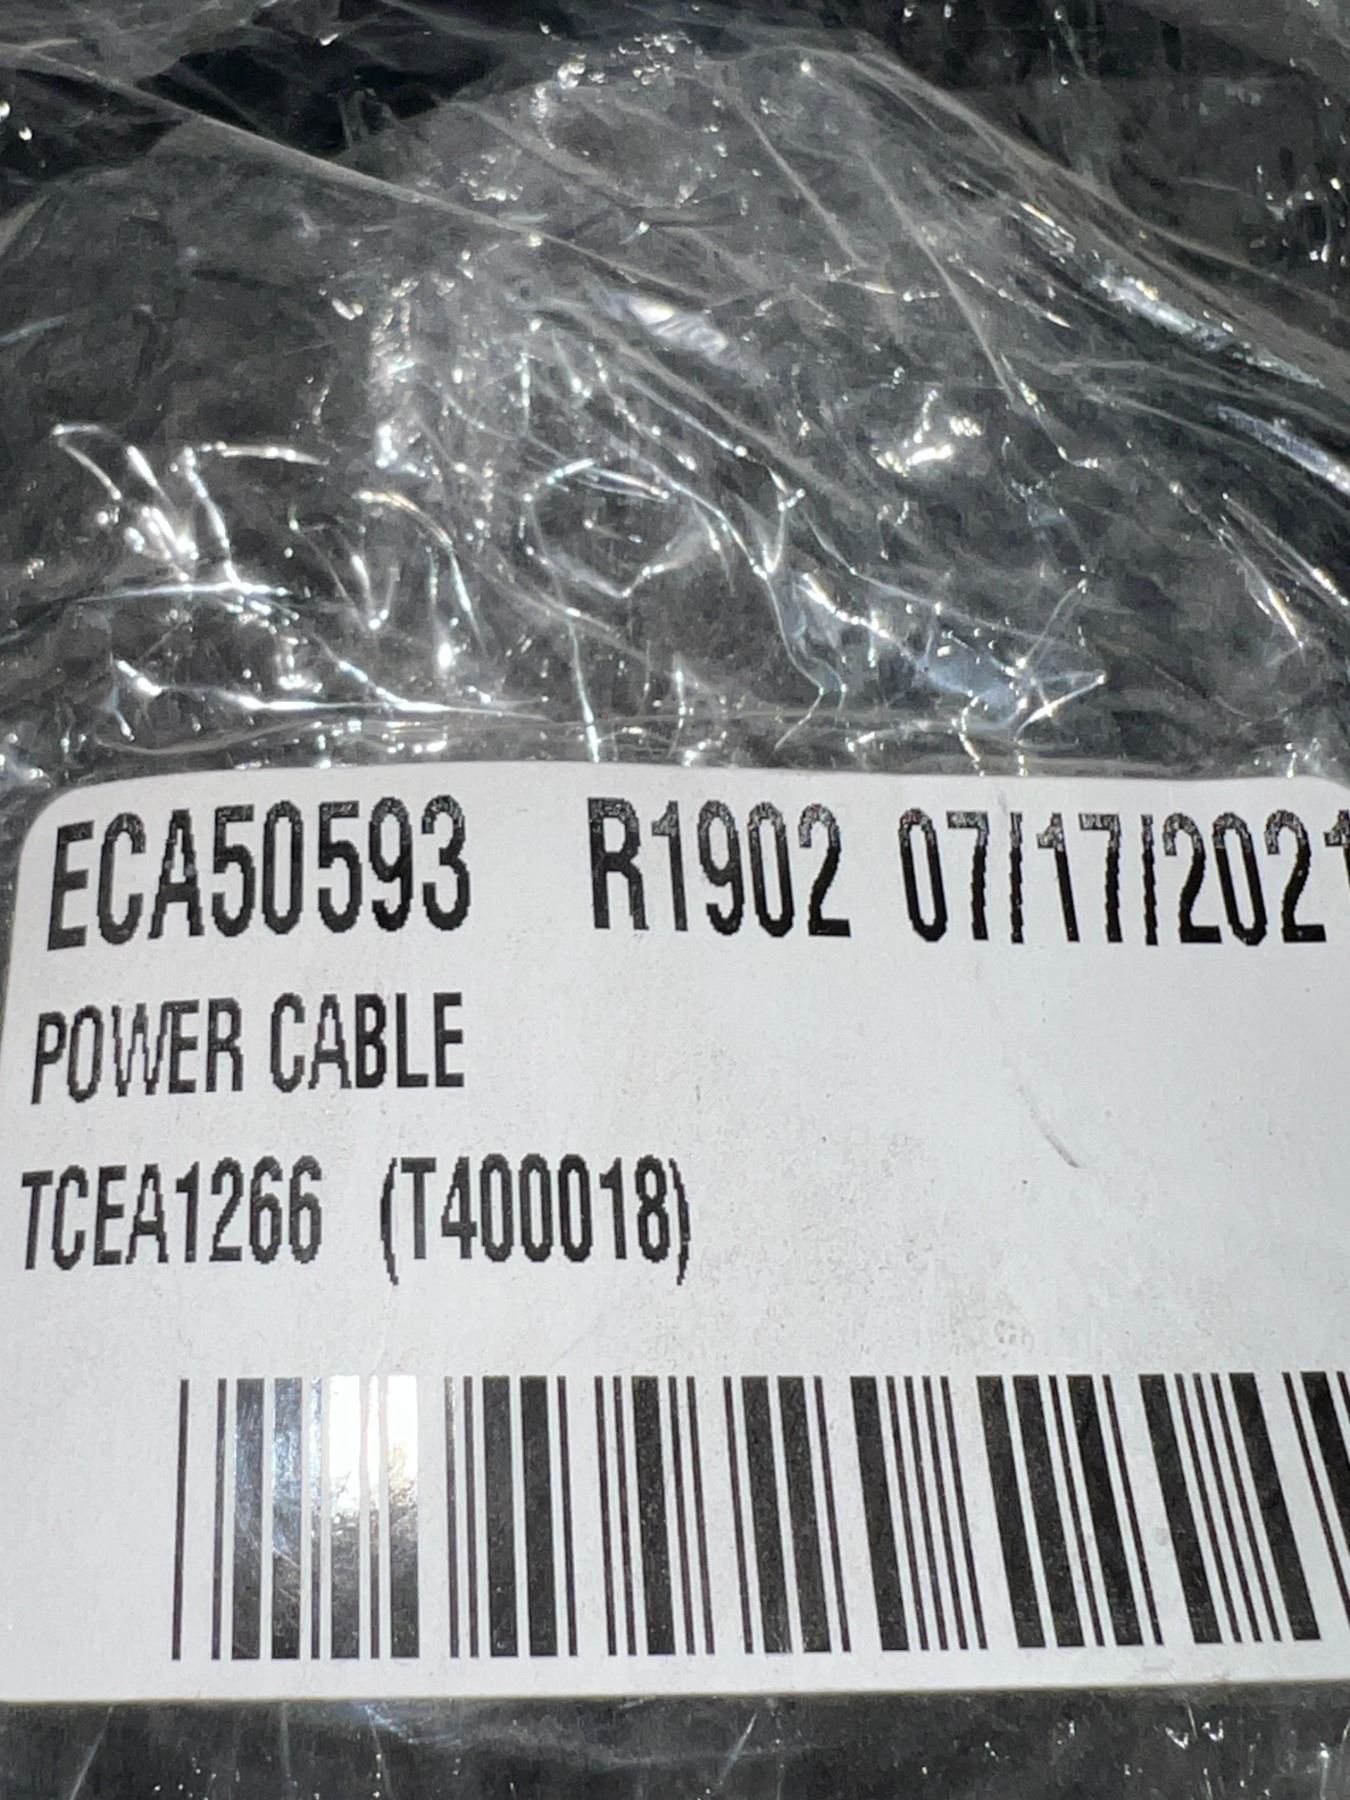 ECA50593 R1902 07/17/2021
POWER CABLE
TCEA1266 (T400018)